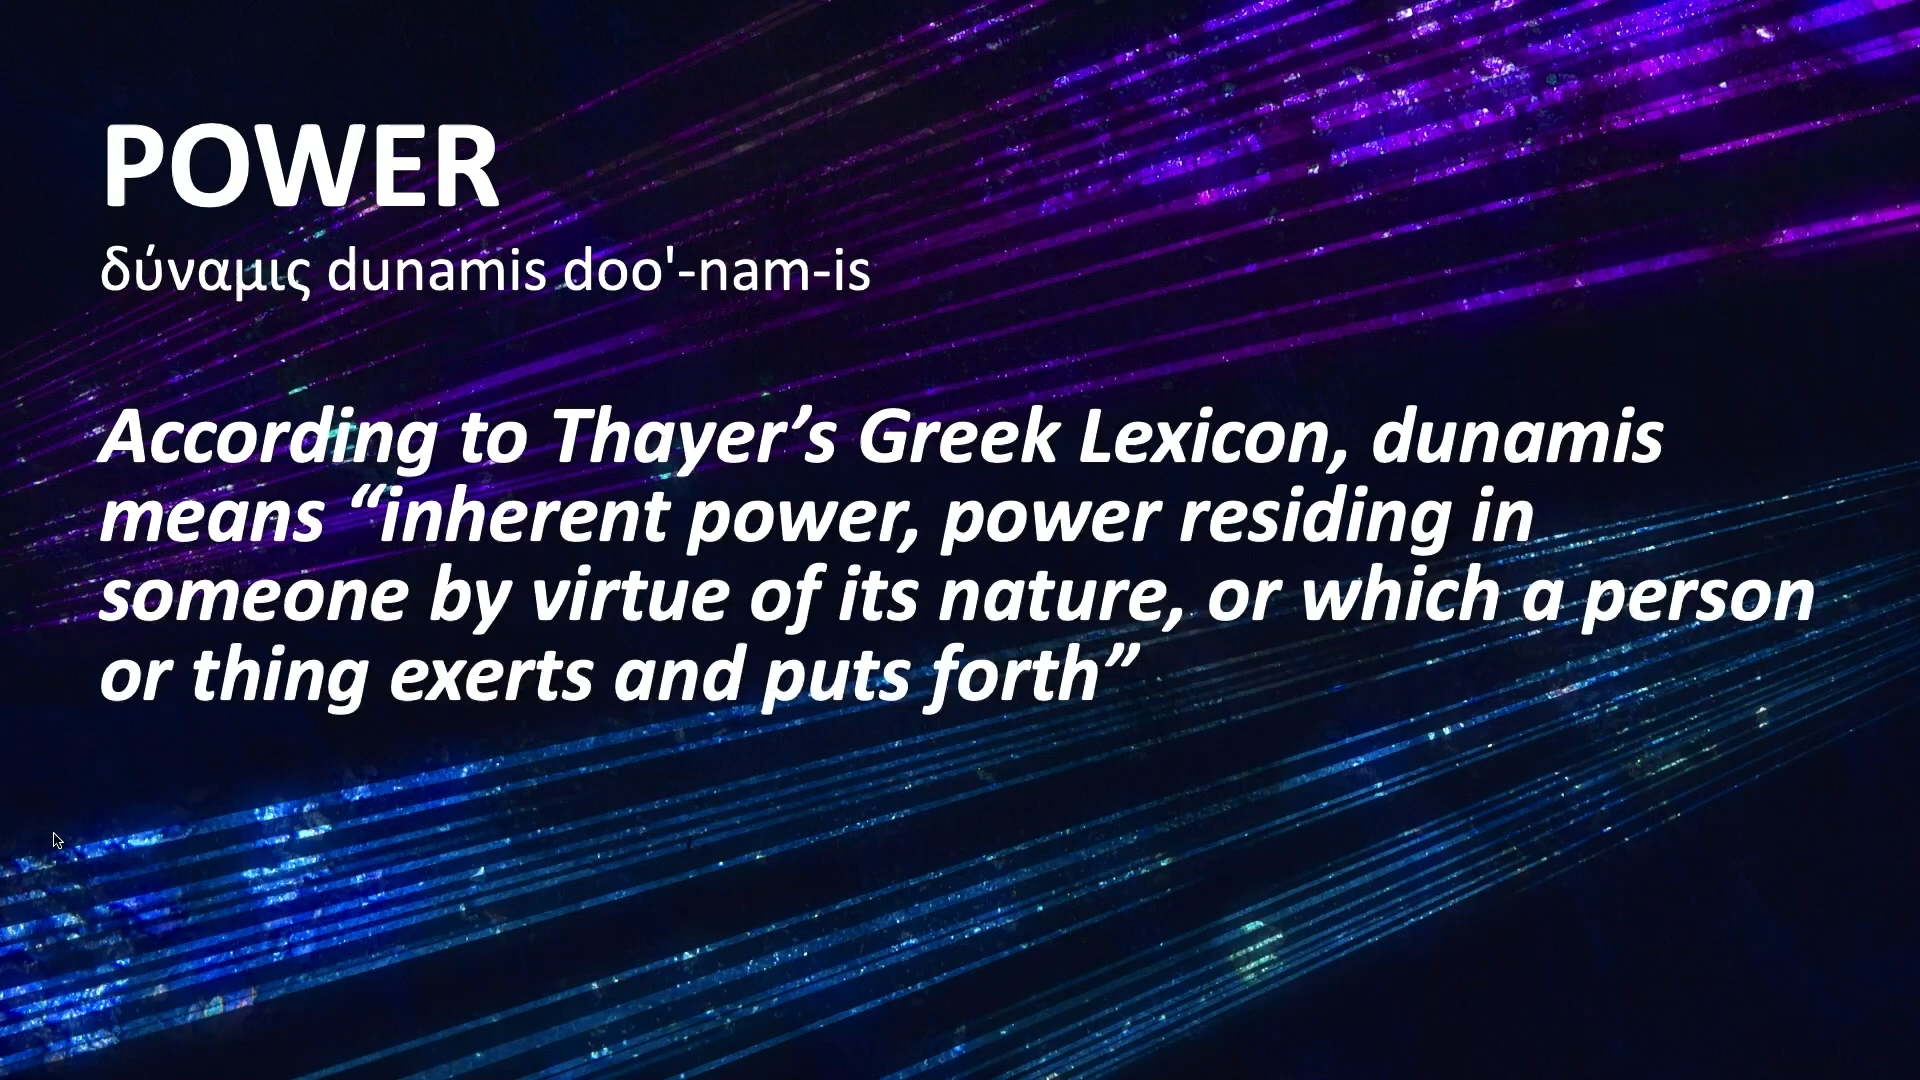 POWER
δύναμις dunamis doo'-nam-is
According to Thayer’s Greek Lexicon, dunamis
means “inherent power, power residing in
someone by virtue of its nature, or which a person
or thing exerts and puts forth”